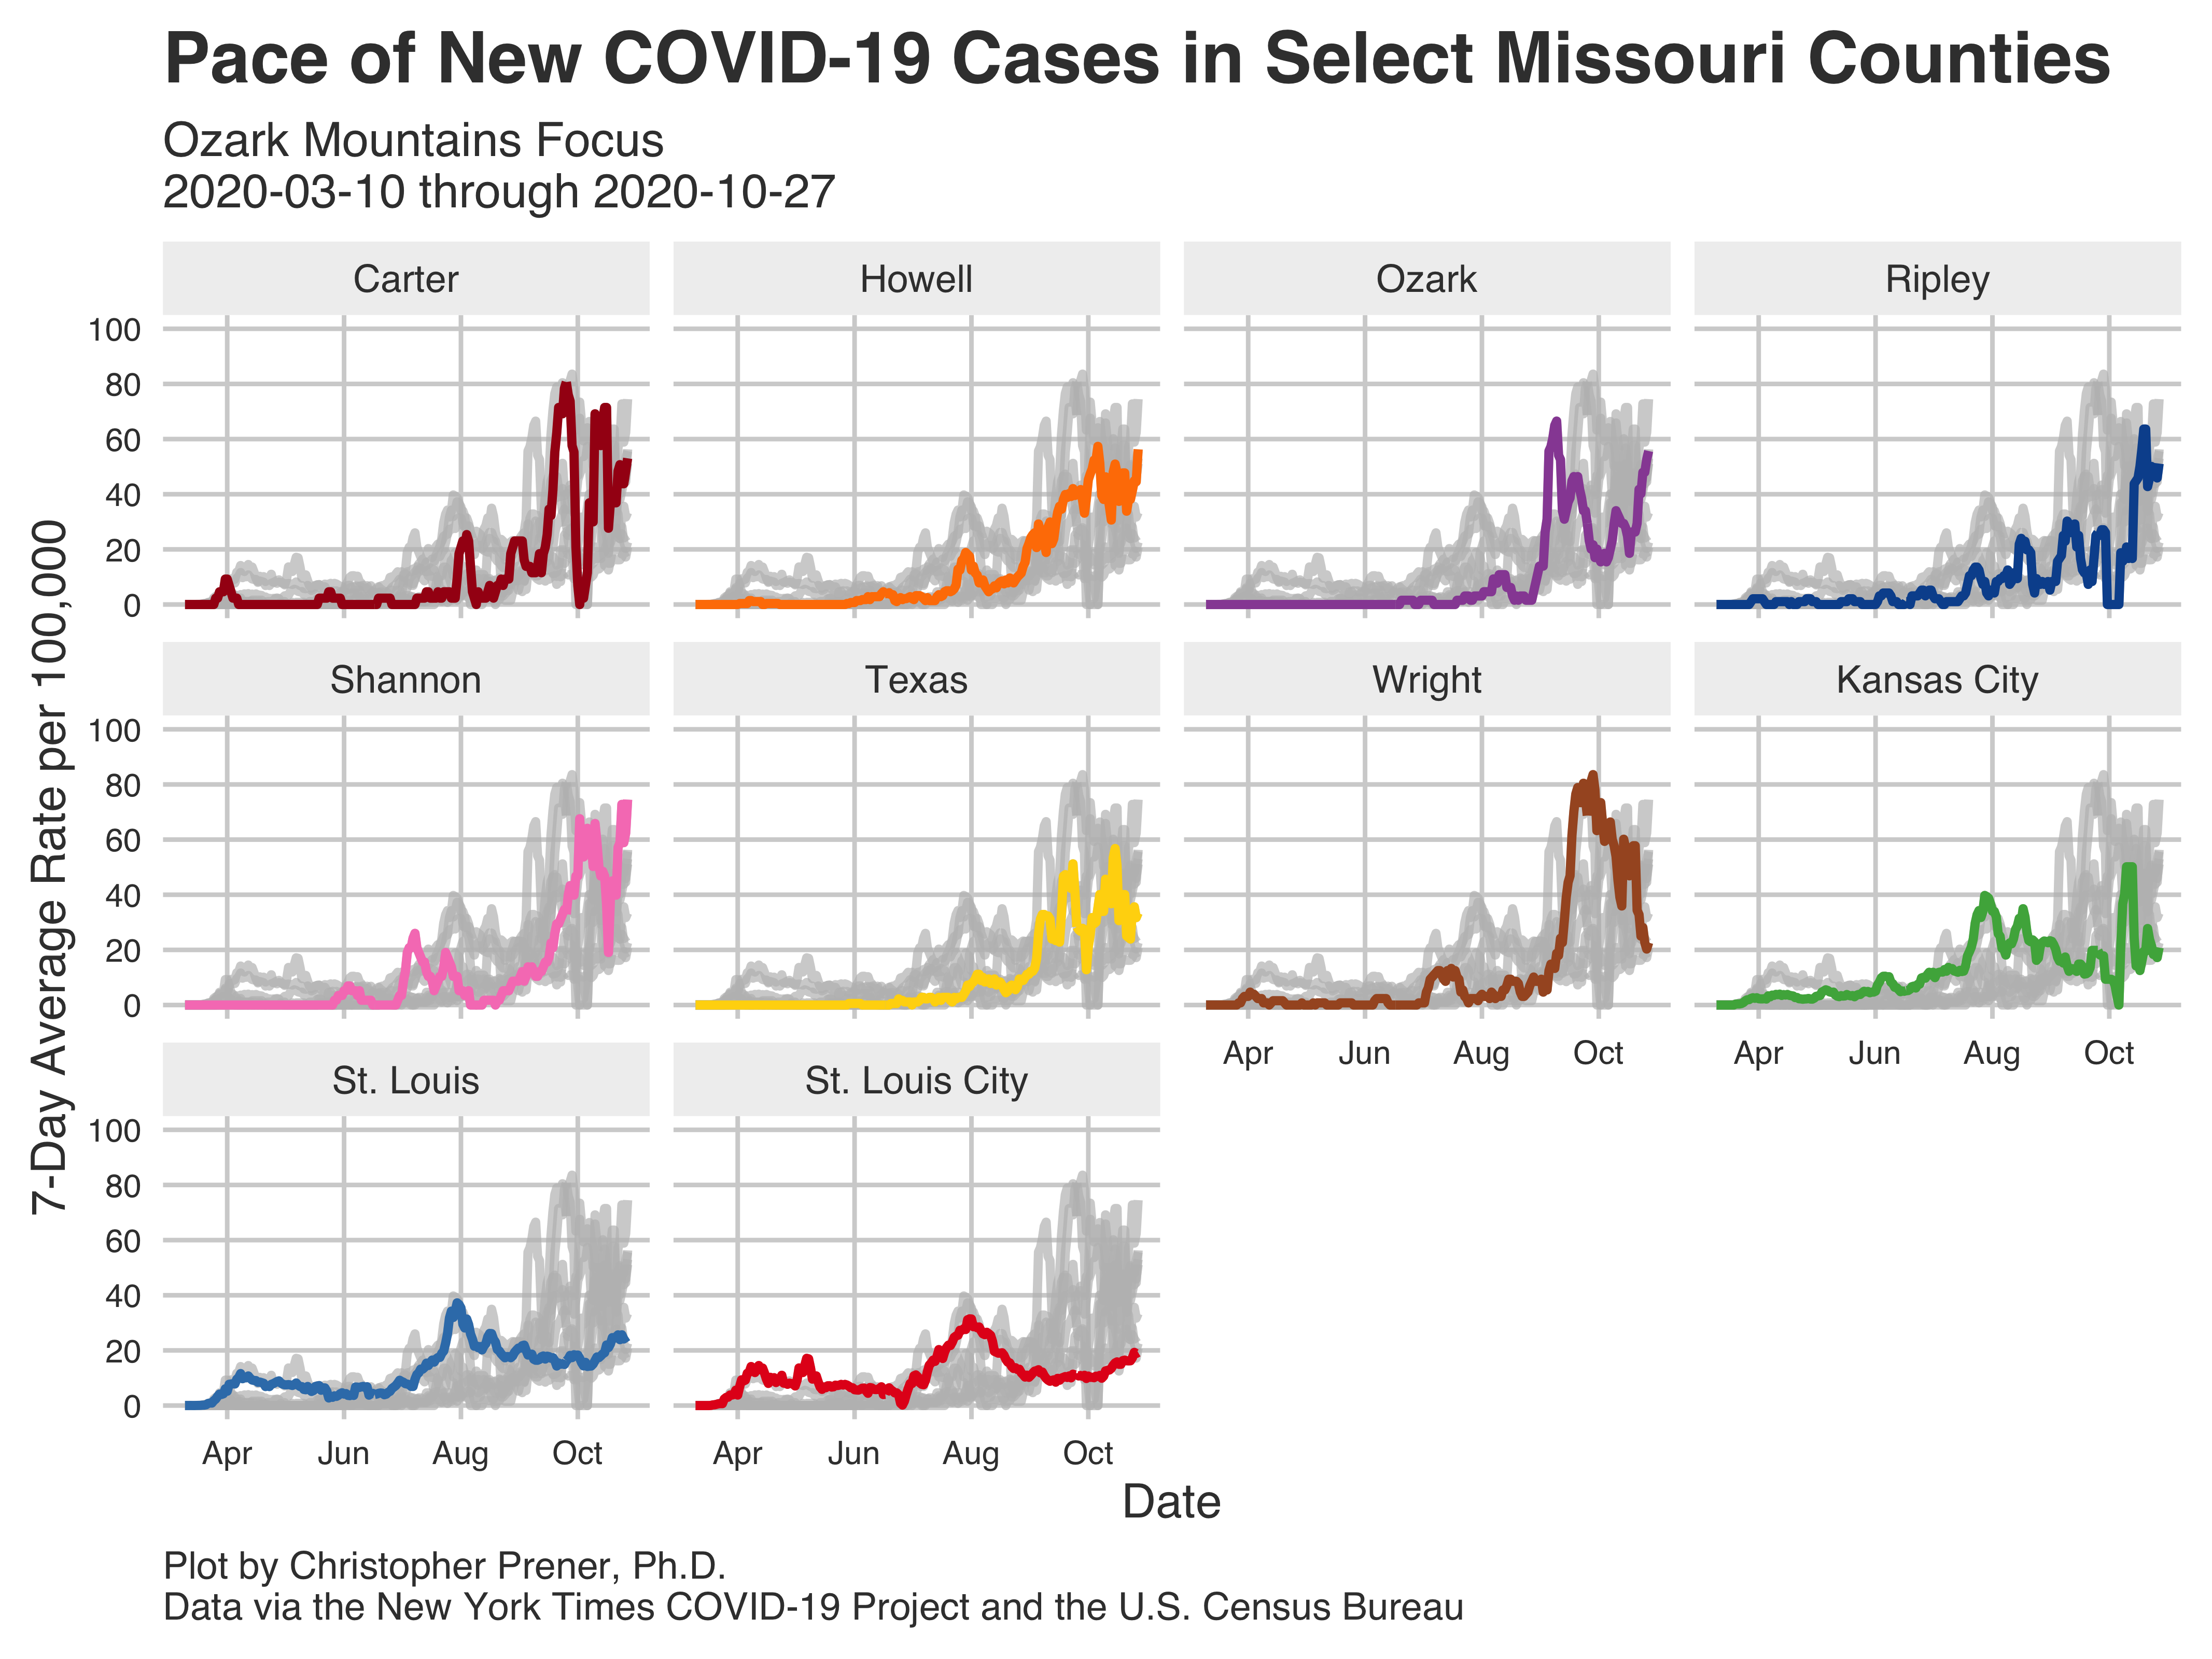 Pace of New COVID-19 Cases in Select Missouri Counties
Ozark Mountains Focus
2020-03-10 through 2020-10-27
7-Day Average Rate per 100,000
Carter
Howell
Ozark
Ripley
100
80
60
40
20
0
Shannon
Texas
Wright
Kansas City
100
80
60
40
20
0
Apr
Jun
Aug
Oct
Apr
Jun
Aug
Oct
St. Louis
St. Louis City
100
80
60
40
20
0
Apr
Jun
Aug
Oct
Apr
Jun
Aug
Oct
Date
Plot by Christopher Prener, Ph.D.
Data via the New York Times COVID-19 Project and the U.S. Census Bureau